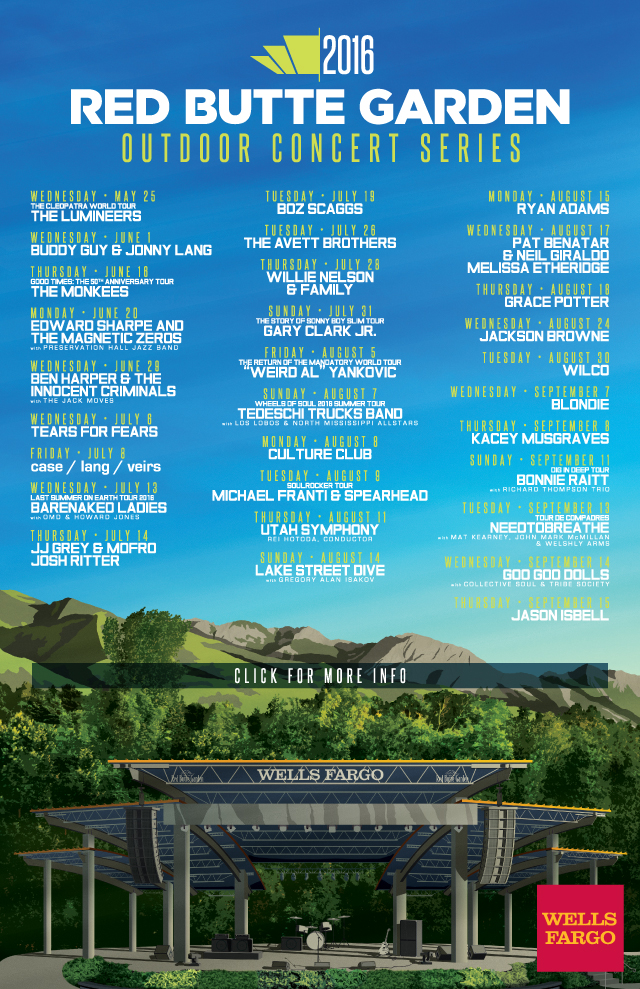 2016
RED BUTTE GARDEN
OUTDOOR CONCERT SERIES
WEDNESDAY • MAY 25
THE CLEOPATRA WORLD TOUR
THE LUMINEERS
WEDNESDAY • JUNE 1
BUDDY GUY & JONNY LANG
THURSDAY • JUNE 16
GOOD TIMES: THE 50TH ANNIVERSARY TOUR
THE MONKEES
MONDAY • JUNE 20
EDWARD SHARPE AND
THE MAGNETIC ZEROS
with PRESERVATION HALL JAZZ BAND
WEDNESDAY • JUNE 29
BEN HARPER & THE
INNOCENT CRIMINALS
with THE JACK MOVES
WEDNESDAY • JULY 6
TEARS FOR FEARS
FRIDAY • JULY 8
case / lang / veirs
WEDNESDAY • JULY 13
LAST SUMMER ON EARTH TOUR 2016
BARENAKED LADIES
with OMD & HOWARD JONES
THURSDAY • JULY 14
JJ GREY & MOFRO
JOSH RITTER
TUESDAY • JULY 19
BOZ SCAGGS
TUESDAY • JULY 26
THE AVETT BROTHERS
THURSDAY • JULY 28
WILLIE NELSON
& FAMILY
SUNDAY • JULY 31
THE STORY OF SONNY BOY SLIM TOUR
GARY CLARK JR.
FRIDAY • AUGUST 5
THE RETURN OF THE MANDATORY WORLD TOUR
"WEIRD AL" YANKOVIC
SUNDAY • AUGUST 7
WHEELS OF SOUL 2016 SUMMER TOUR
TEDESCHI TRUCKS BAND
with LOS LOBOS & NORTH MISSISSIPPI ALLSTARS
MONDAY • AUGUST 8
CULTURE CLUB
TUESDAY • AUGUST 9
SOULROCKER TOUR
MICHAEL FRANTI & SPEARHEAD
THURSDAY • AUGUST 11
UTAH SYMPHONY
REI HOTODA, CONDUCTOR
SUNDAY • AUGUST 14
LAKE STREET DIVE
with GREGORY ALAN ISAKOV
MONDAY • AUGUST 15
RYAN ADAMS
WEDNESDAY • AUGUST 17
PAT BENATAR
& NEIL GIRALDO
MELISSA ETHERIDGE
THURSDAY • AUGUST 18
GRACE POTTER
WEDNESDAY • AUGUST 24
JACKSON BROWNE
TUESDAY • AUGUST 30
WILCO
WEDNESDAY • SEPTEMBER 7
BLONDIE
THURSDAY • SEPTEMBER 8
KACEY MUSGRAVES
SUNDAY • SEPTEMBER 11
DIG IN DEEP TOUR
BONNIE RAITT
with RICHARD THOMPSON TRIO
TUESDAY • SEPTEMBER 13
TOUR DE COMPADRES
NEEDTOBREATHE
with MAT KEARNEY, JOHN MARK McMILLAN
& WELSHLY ARMS
WEDNESDAY • SEPTEMBER 14
GOO GOO DOLLS
with COLLECTIVE SOUL & TRIBE SOCIETY
THURSDAY • SEPTEMBER 15
JASON ISBELL
CLICK FOR MORE INFO
Red Butte Garden
WELLS FARGO
Red Butte Garden
WELLS
FARGO